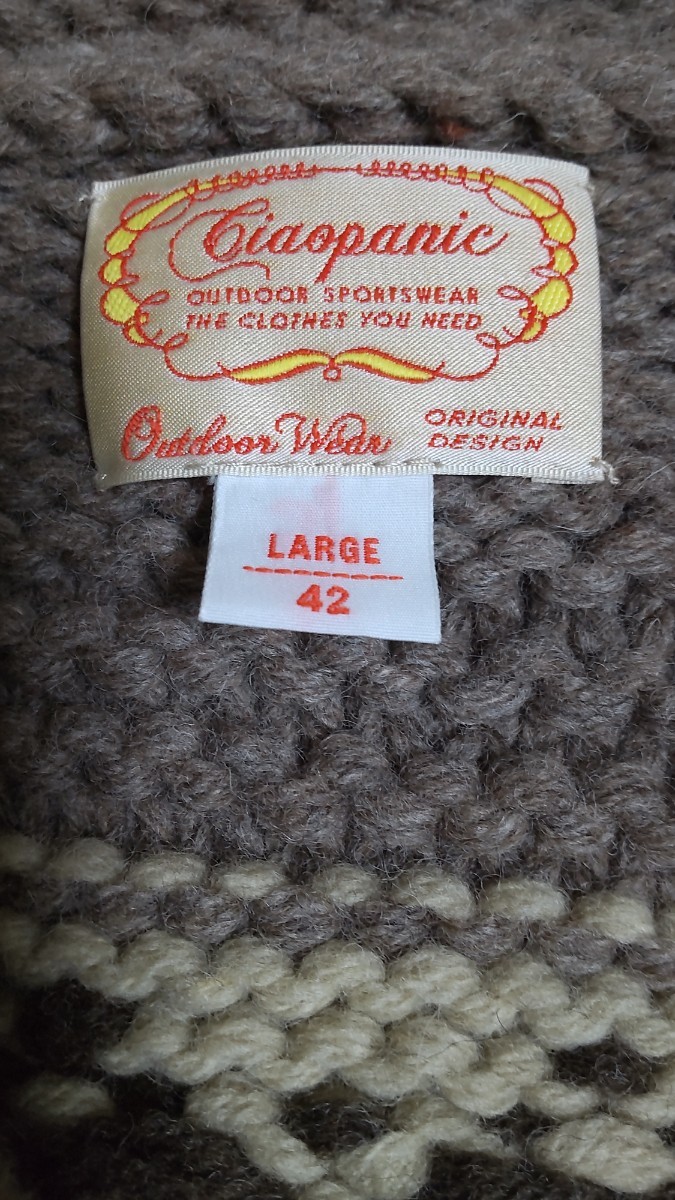 Ciaopanic
OUTDOOR SPORTSWEAR
THE CLOTHES YOU NEED
Outdoor Wear
ORIGINAL
DESIGN
LARGE
42